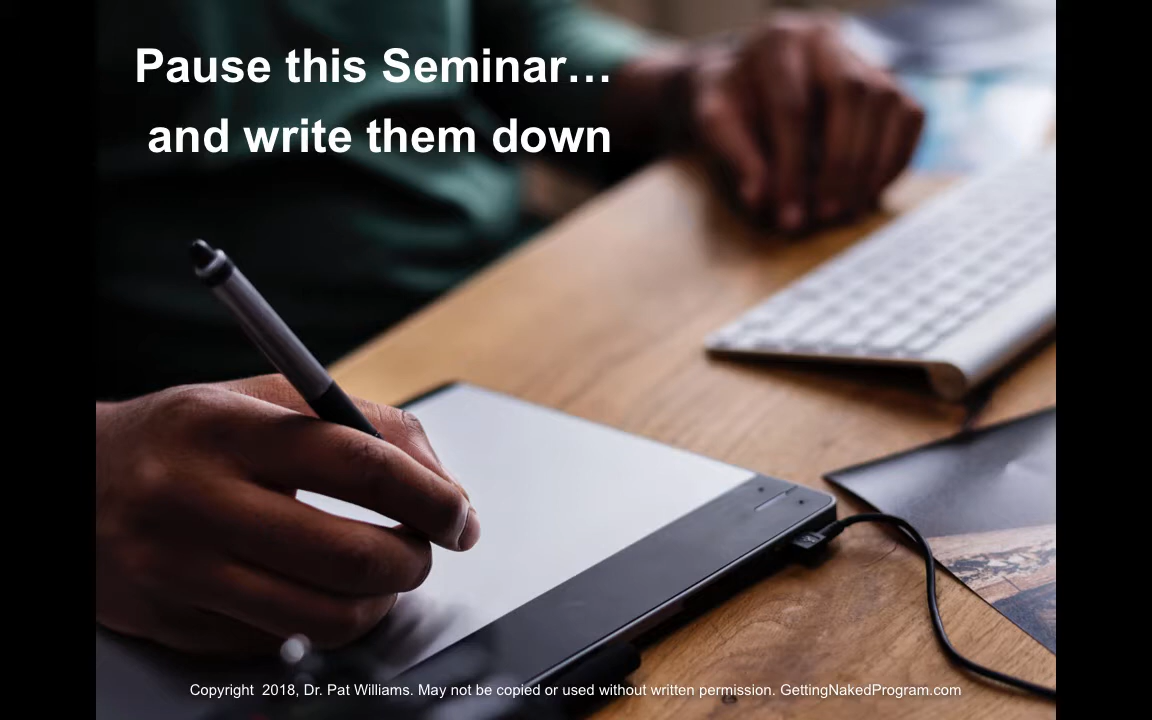 Pause this Seminar…
and write them down
Copyright  2018, Dr. Pat Williams. May not be copied or used without written permission. GettingNakedProgram.com